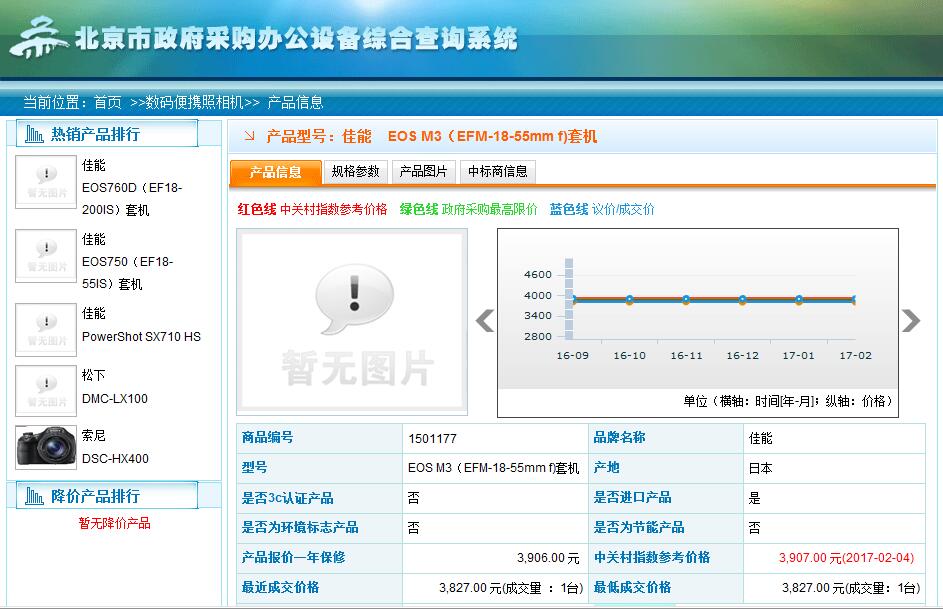 北京市政府采购办公设备综合查询系统
当前位置：首页 >>数码便携照相机>> 产品信息
热销产品排行
暂无图片
佳能
EOS760D（EF18-
200IS）套机
暂无图片
佳能
EOS750（EF18-
55IS）套机
暂无图片
佳能
PowerShot SX710 HS
暂无图片
松下
DMC-LX100
索尼
DSC-HX400
降价产品排行
暂无降价产品
产品型号：佳能 EOS M3（EFM-18-55mm f)套机
产品信息 规格参数 产品图片 中标商信息
红色线 中关村指数参考价格 绿色线 政府采购最高限价 蓝色线 议价/成交价
暂无图片
4600
4000
3400
2800
16-09 16-10 16-11 16-12 17-01 17-02
单位（横轴：时间[年-月]；纵轴：价格）
商品编号 1501177 品牌名称 佳能
型号 EOS M3（EFM-18-55mm f)套机 产地 日本
是否3c认证产品 否 是否进口产品 是
是否为环境标志产品 否 是否为节能产品 否
产品报价一年保修 3,906.00 元 中关村指数参考价格 3,907.00 元(2017-02-04)
最近成交价格 3,827.00 元(成交量 ： 1台) 最低成交价格 3,827.00 元(成交量：1台)